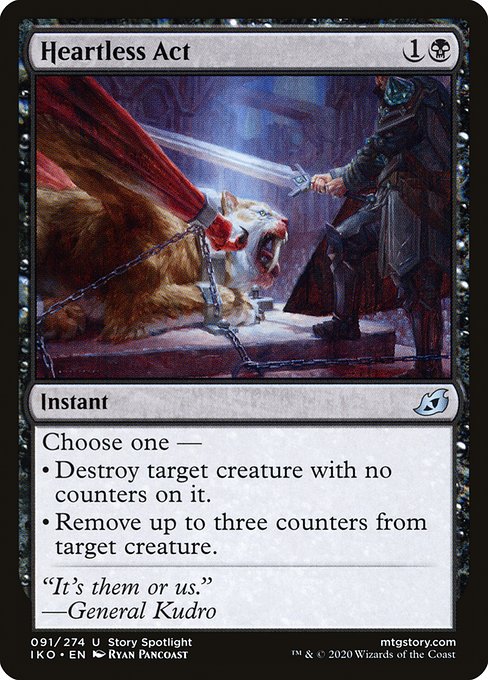 Heartless Act 1
Instant
Choose one —
• Destroy target creature with no
counters on it.
• Remove up to three counters from
target creature.
“It’s them or us.”
—General Kudro
091/274 U Story Spotlight
mtgstory.com
IKO • EN Ryan Pancoast
™ & © 2020 Wizards of the Coast